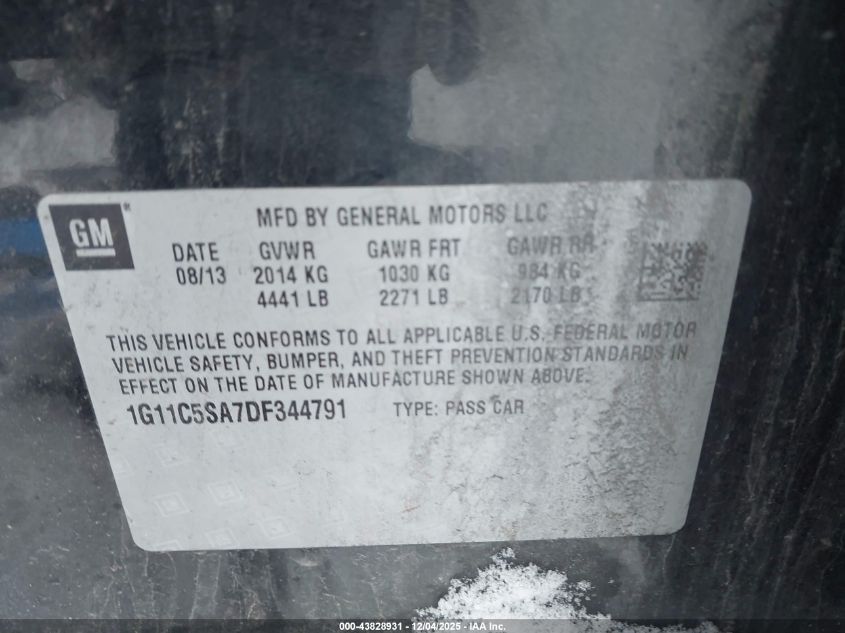 GM
®
MFD BY GENERAL MOTORS LLC
DATE GVWR GAWR FRT GAWR RR
08/13 2014 KG 1030 KG 984 KG
4441 LB 2271 LB 2170 LB
THIS VEHICLE CONFORMS TO ALL APPLICABLE U.S. FEDERAL MOTOR
VEHICLE SAFETY, BUMPER, AND THEFT PREVENTION STANDARDS IN
EFFECT ON THE DATE OF MANUFACTURE SHOWN ABOVE.
1G11C5SA7DF344791 TYPE: PASS CAR
000-43828931 - 12/04/2025 - IAA Inc.